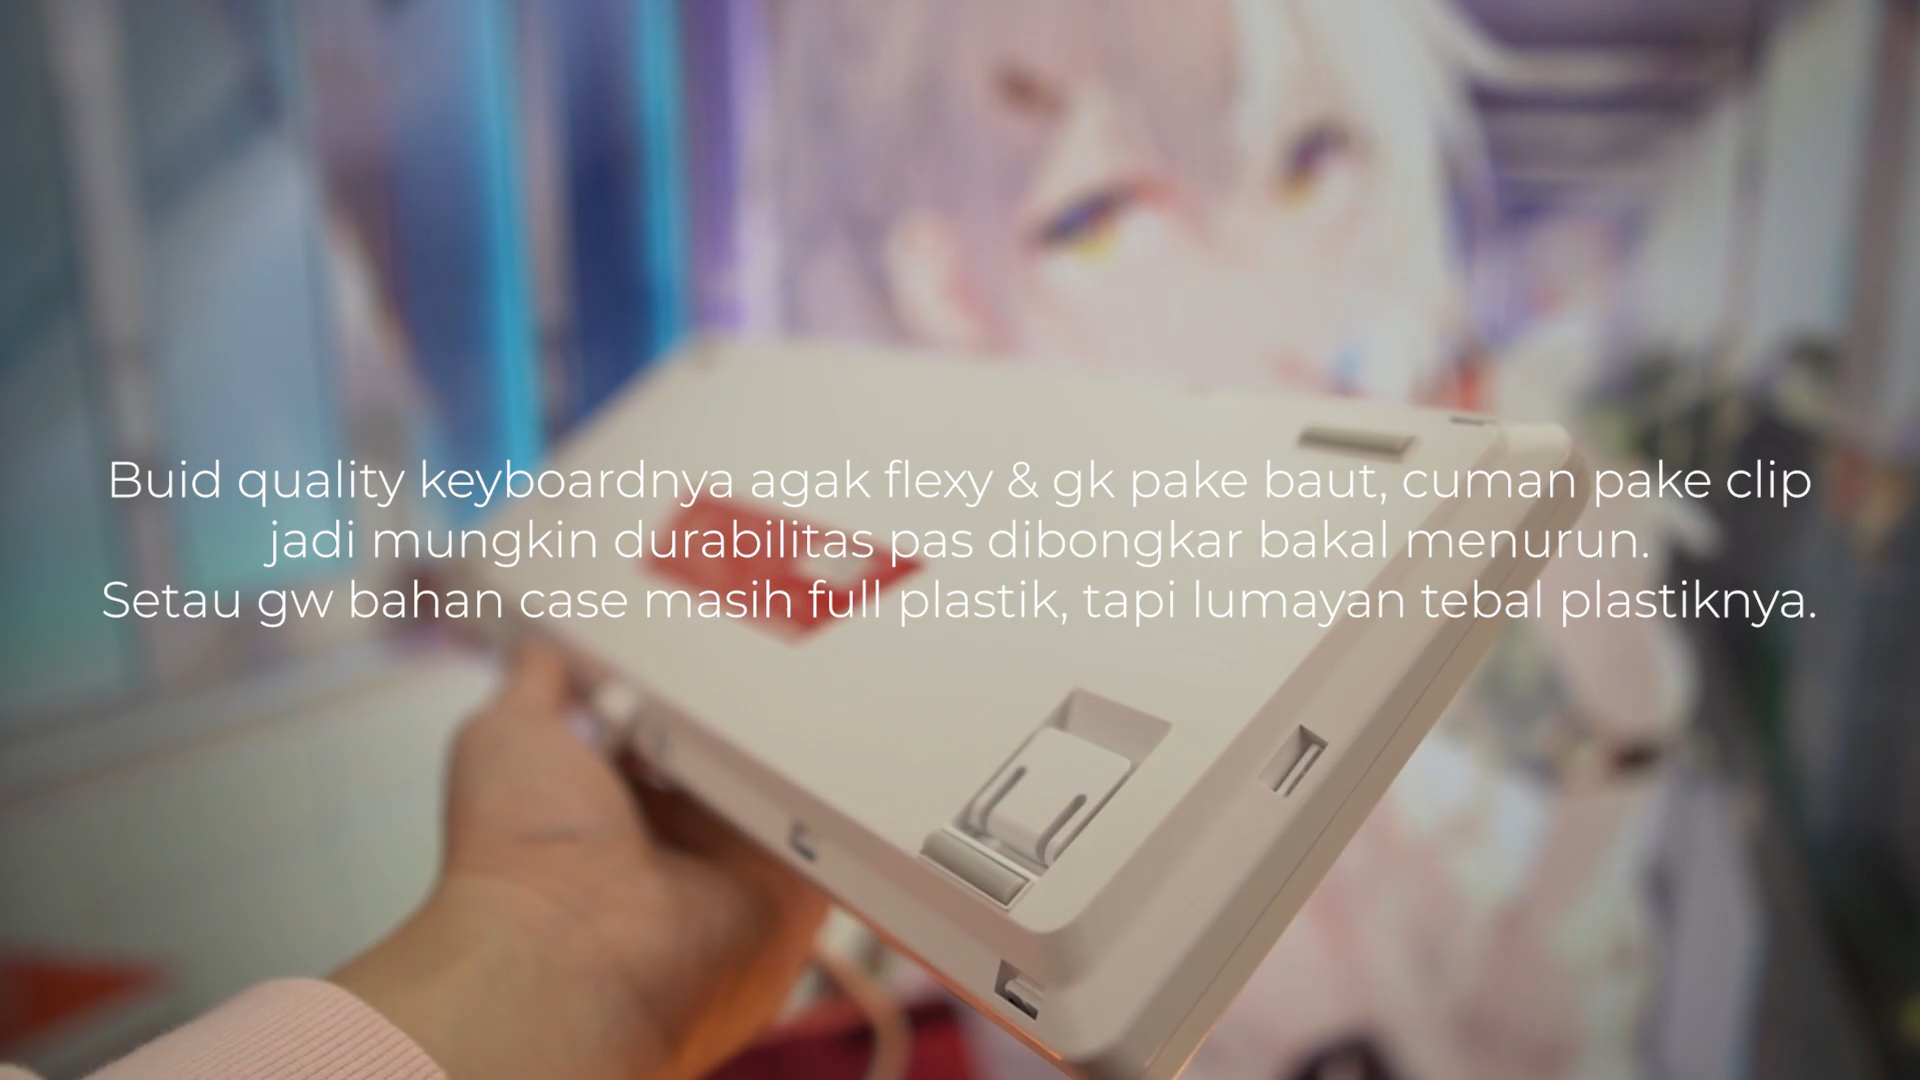 Buid quality keyboardnya agak flexy & gk pake baut, cuman pake clip
jadi mungkin durabilitas pas dibongkar bakal menurun.
Setau gw bahan case masih full plastik, tapi lumayan tebal plastiknya.